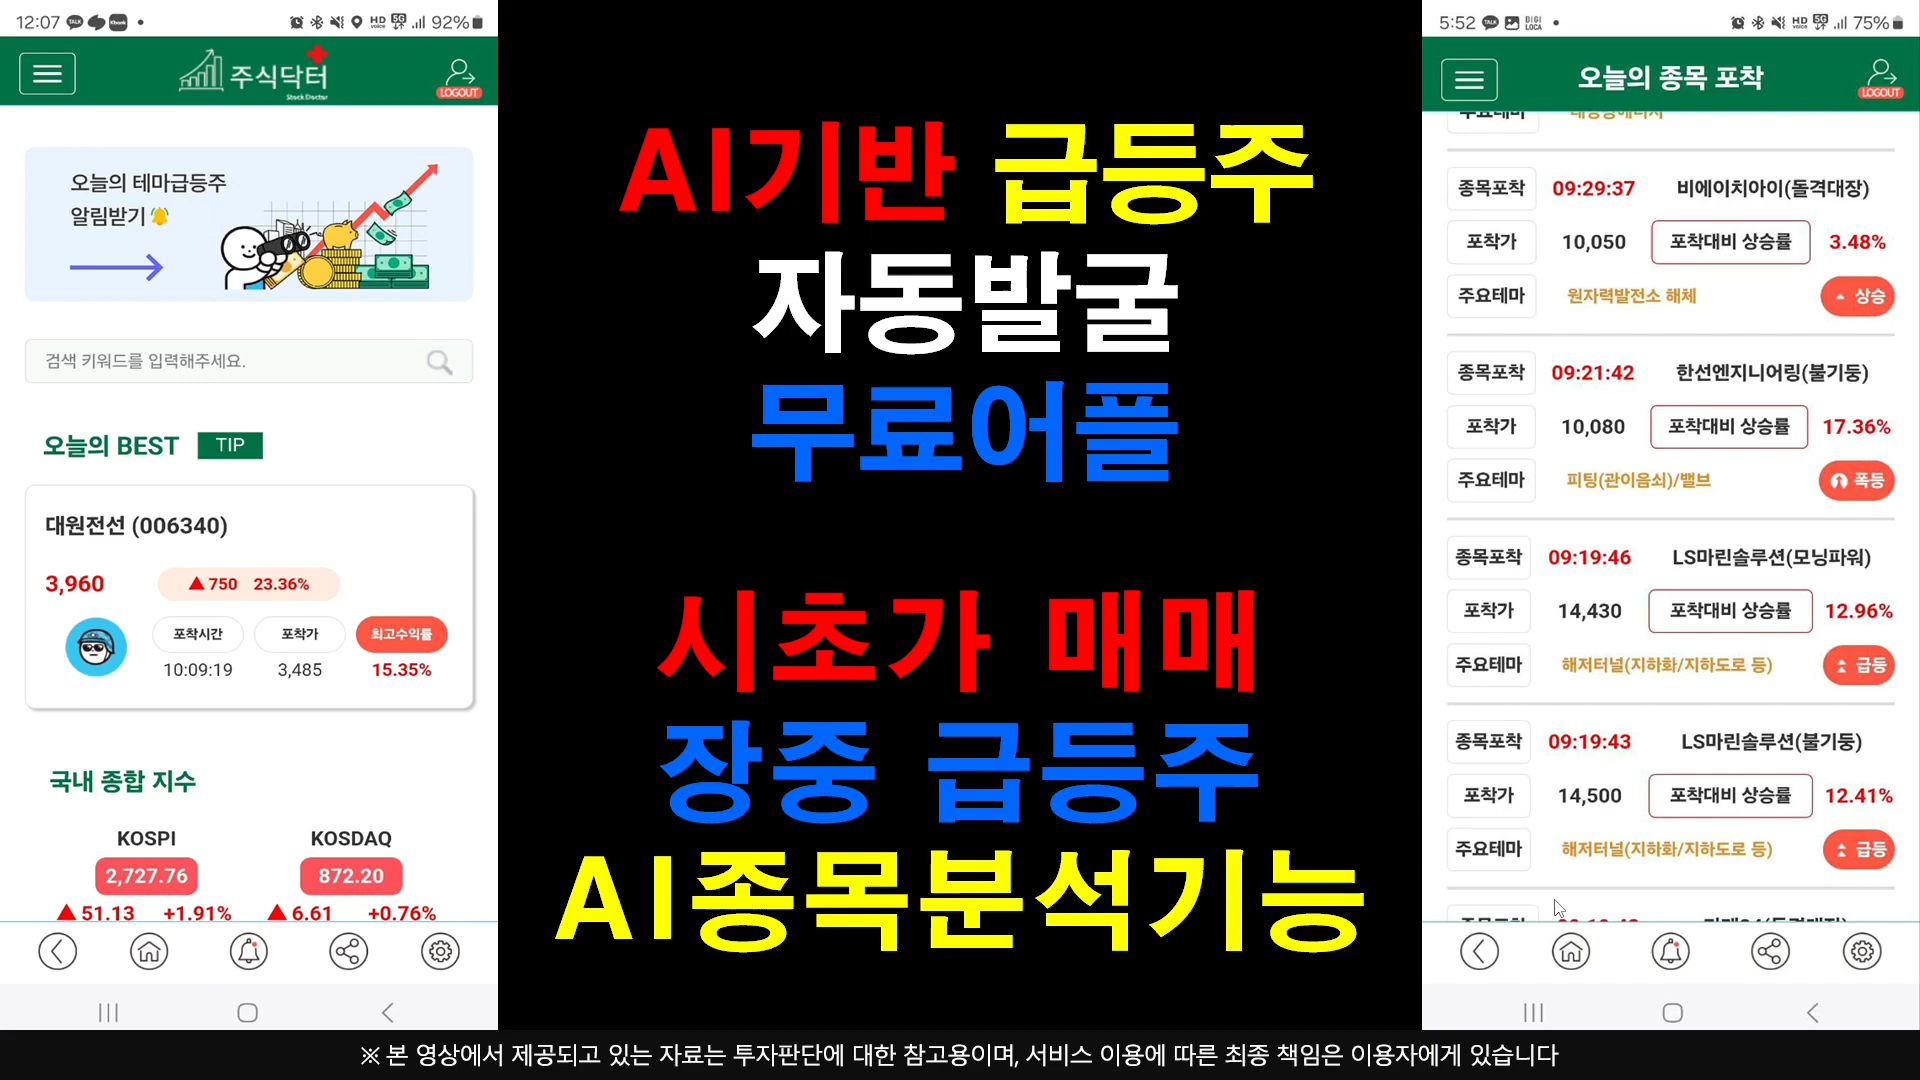 12:07
92%
주식닥터
Stock Doctor
LOGOUT
오늘의 테마급등주
알림받기
검색 키워드를 입력해주세요.
오늘의 BEST TIP
대원전선 (006340)
3,960 ▲750 23.36%
포착시간 포착가 최고수익률
10:09:19 3,485 15.35%
국내 종합 지수
KOSPI KOSDAQ
2,727.76 872.20
▲51.13 +1.91% ▲6.61 +0.76%
AI기반 급등주
자동발굴
무료어플
시초가 매매
장중 급등주
AI종목분석기능
5:52
75%
오늘의 종목 포착
LOGOUT
종목포착 09:29:37 비에이치아이(돌격대장)
포착가 10,050 포착대비 상승률 3.48%
주요테마 원자력발전소 해체 상승
종목포착 09:21:42 한선엔지니어링(불기둥)
포착가 10,080 포착대비 상승률 17.36%
주요테마 피팅(관이음쇠)/밸브 폭등
종목포착 09:19:46 LS마린솔루션(모닝파워)
포착가 14,430 포착대비 상승률 12.96%
주요테마 해저터널(지하화/지하도로 등) 급등
종목포착 09:19:43 LS마린솔루션(불기둥)
포착가 14,500 포착대비 상승률 12.41%
주요테마 해저터널(지하화/지하도로 등) 급등
※ 본 영상에서 제공되고 있는 자료는 투자판단에 대한 참고용이며, 서비스 이용에 따른 최종 책임은 이용자에게 있습니다